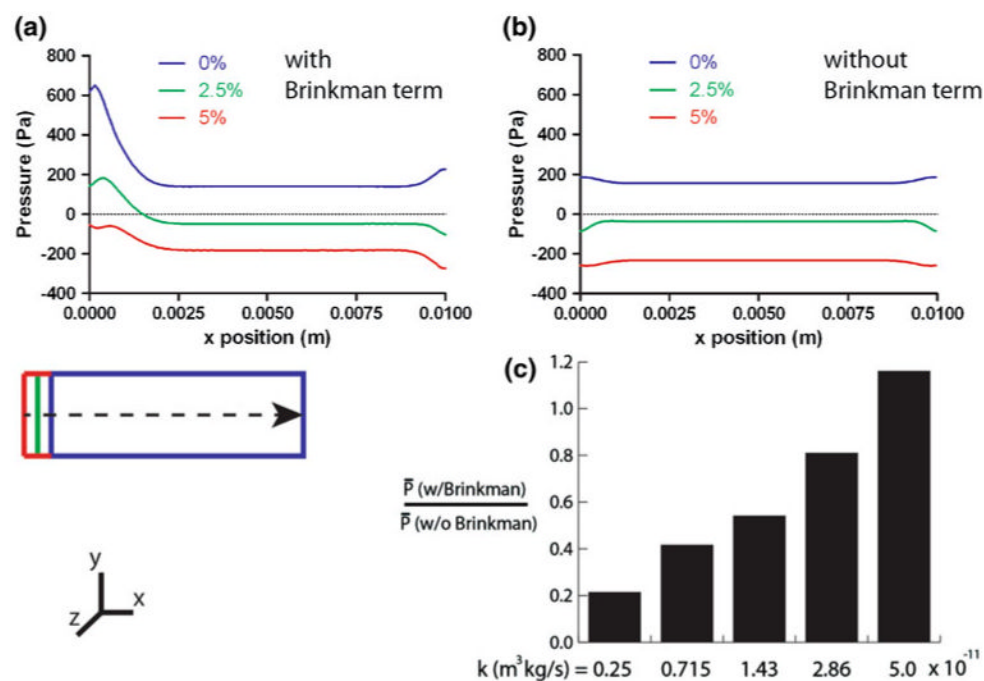 (a)
800
600
400
200
0
-200
-400
Pressure (Pa)
0%
2.5%
5%
with
Brinkman term
0.0000 0.0025 0.0050 0.0075 0.0100
x position (m)
(b)
800
600
400
200
0
-200
-400
Pressure (Pa)
0%
2.5%
5%
without
Brinkman term
0.0000 0.0025 0.0050 0.0075 0.0100
x position (m)
y
x
z
(c)
1.2
1.0
0.8
0.6
0.4
0.2
0.0
P̄ (w/Brinkman)
P̄ (w/o Brinkman)
k (m³kg/s) = 0.25 0.715 1.43 2.86 5.0 x 10⁻¹¹